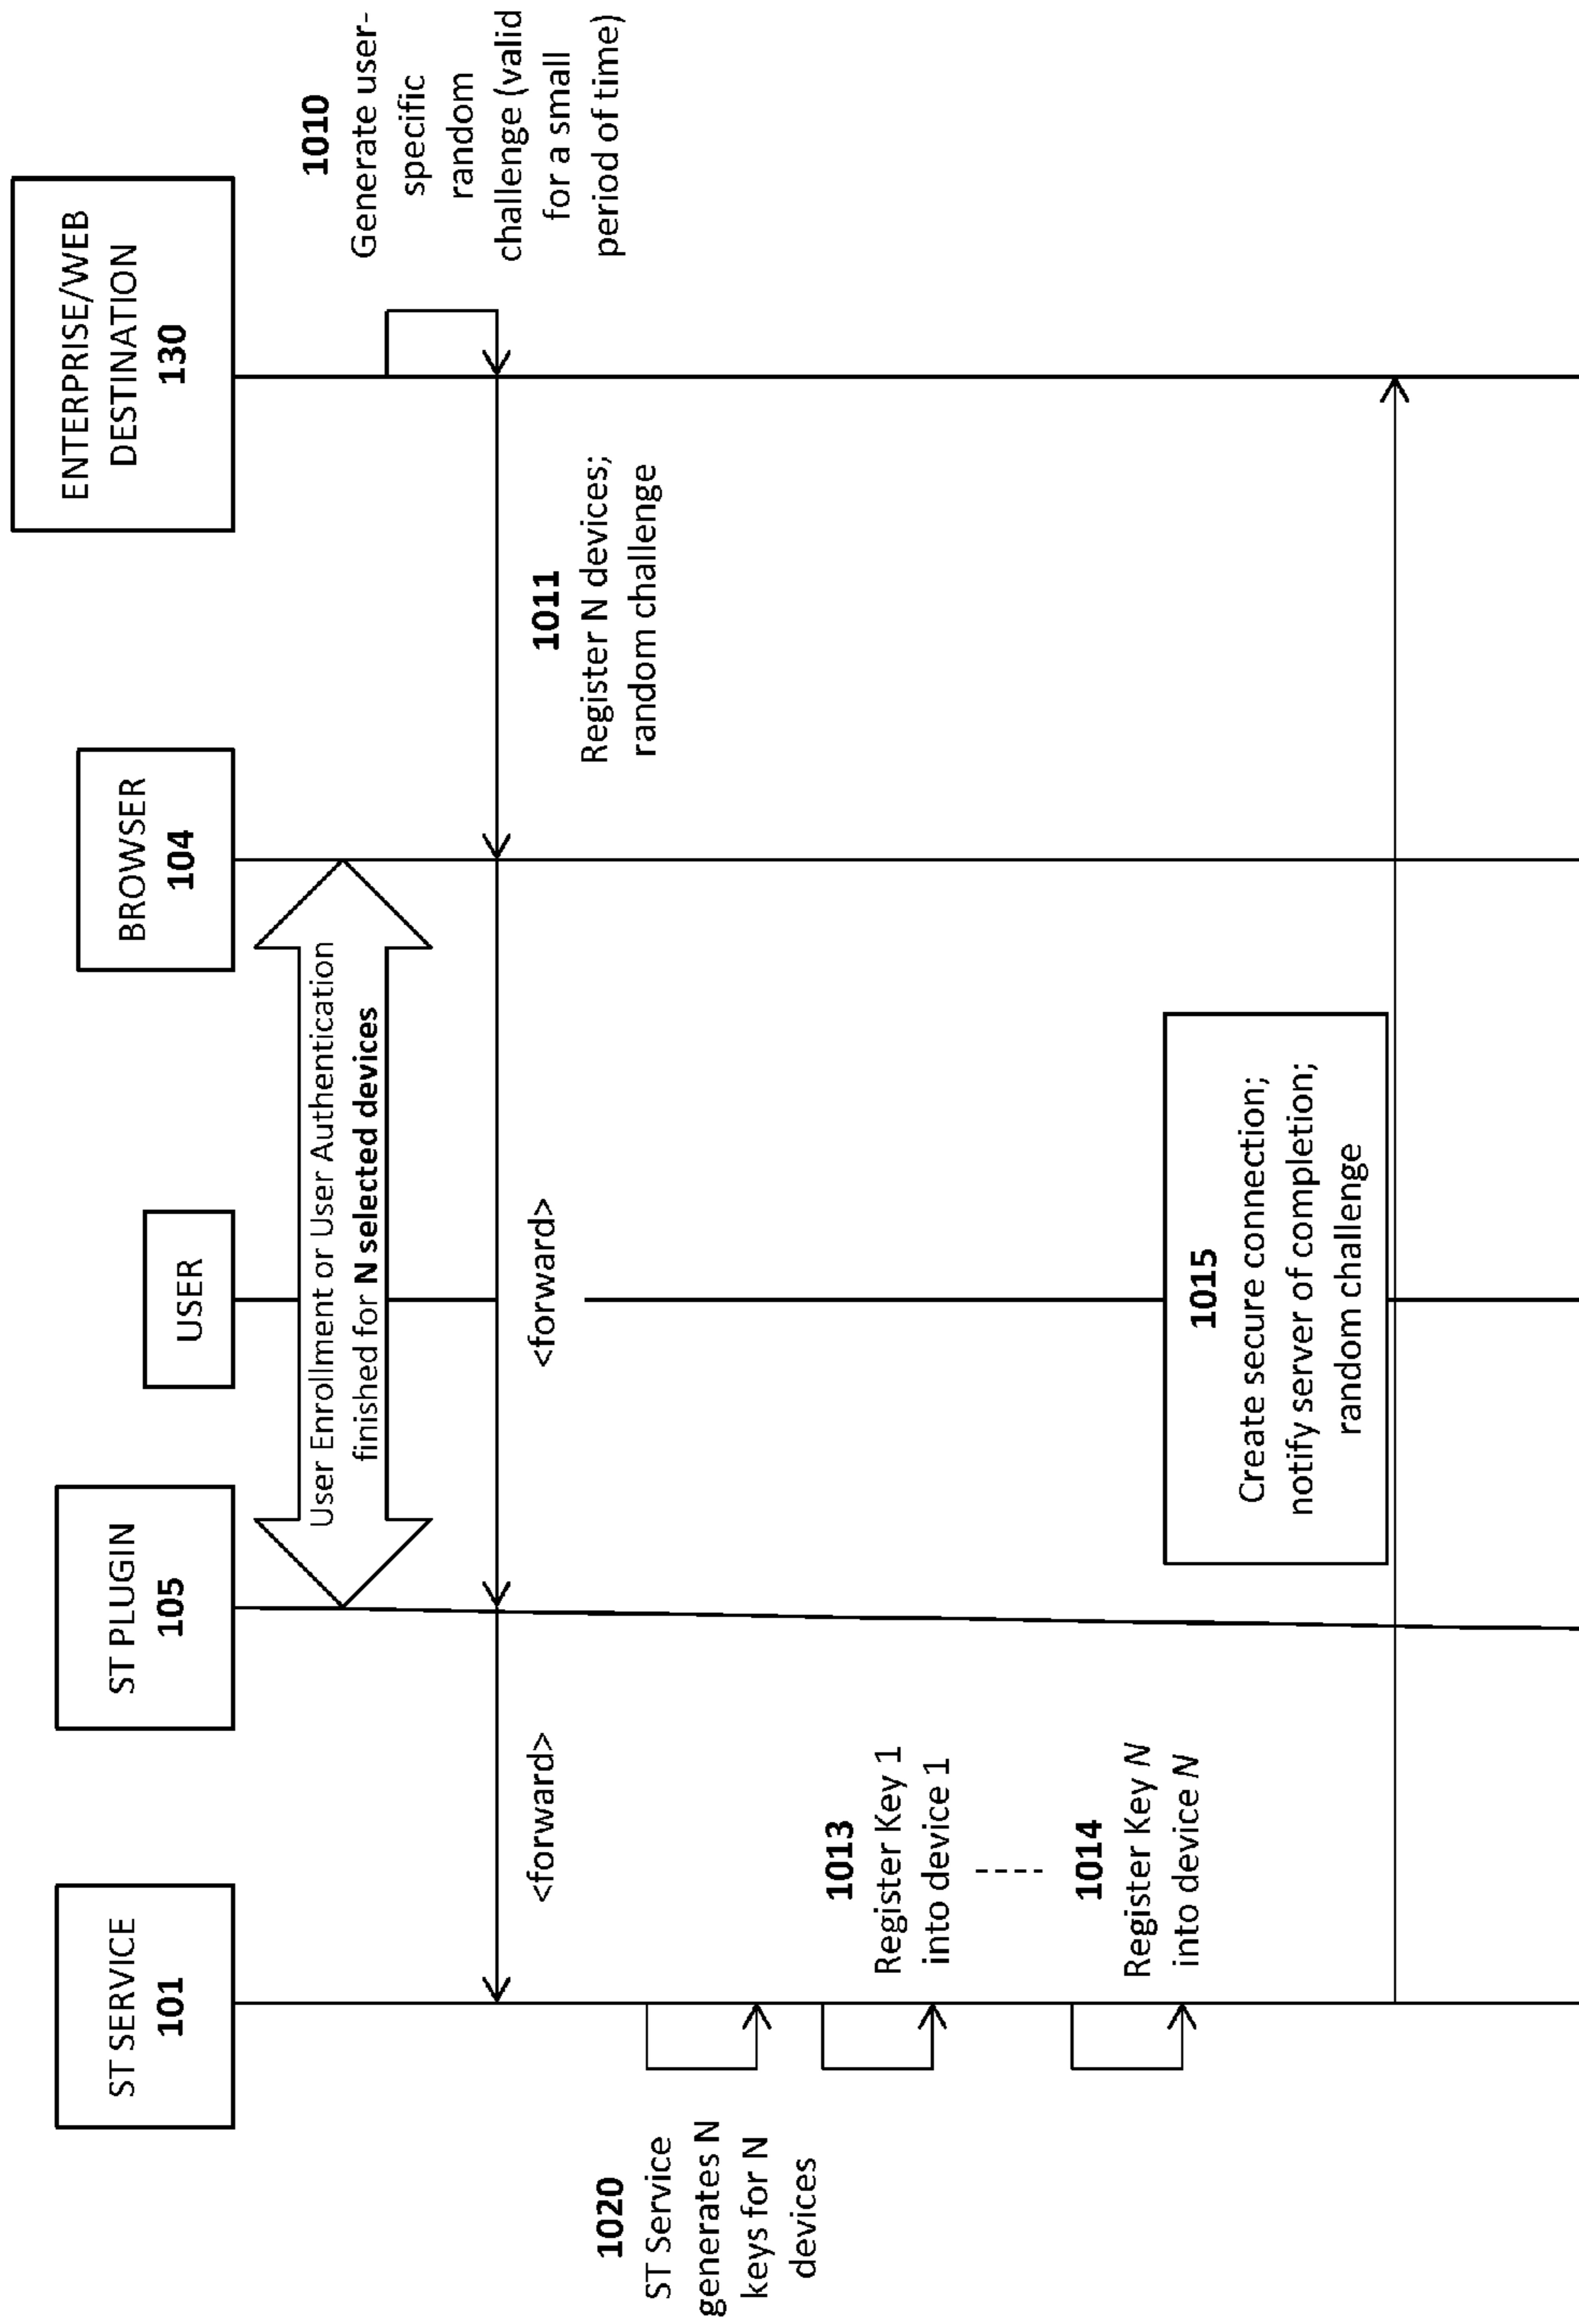 ST SERVICE
101
ST PLUGIN
105
USER
BROWSER
104
ENTERPRISE/WEB
DESTINATION
130
User Enrollment or User Authentication
finished for N selected devices
1010
Generate user-
specific
random
challenge (valid
for a small
period of time)
1011
Register N devices;
random challenge
<forward>
<forward>
1020
ST Service
generates N
keys for N
devices
1013
Register Key 1
into device 1
1014
Register Key N
into device N
1015
Create secure connection;
notify server of completion;
random challenge